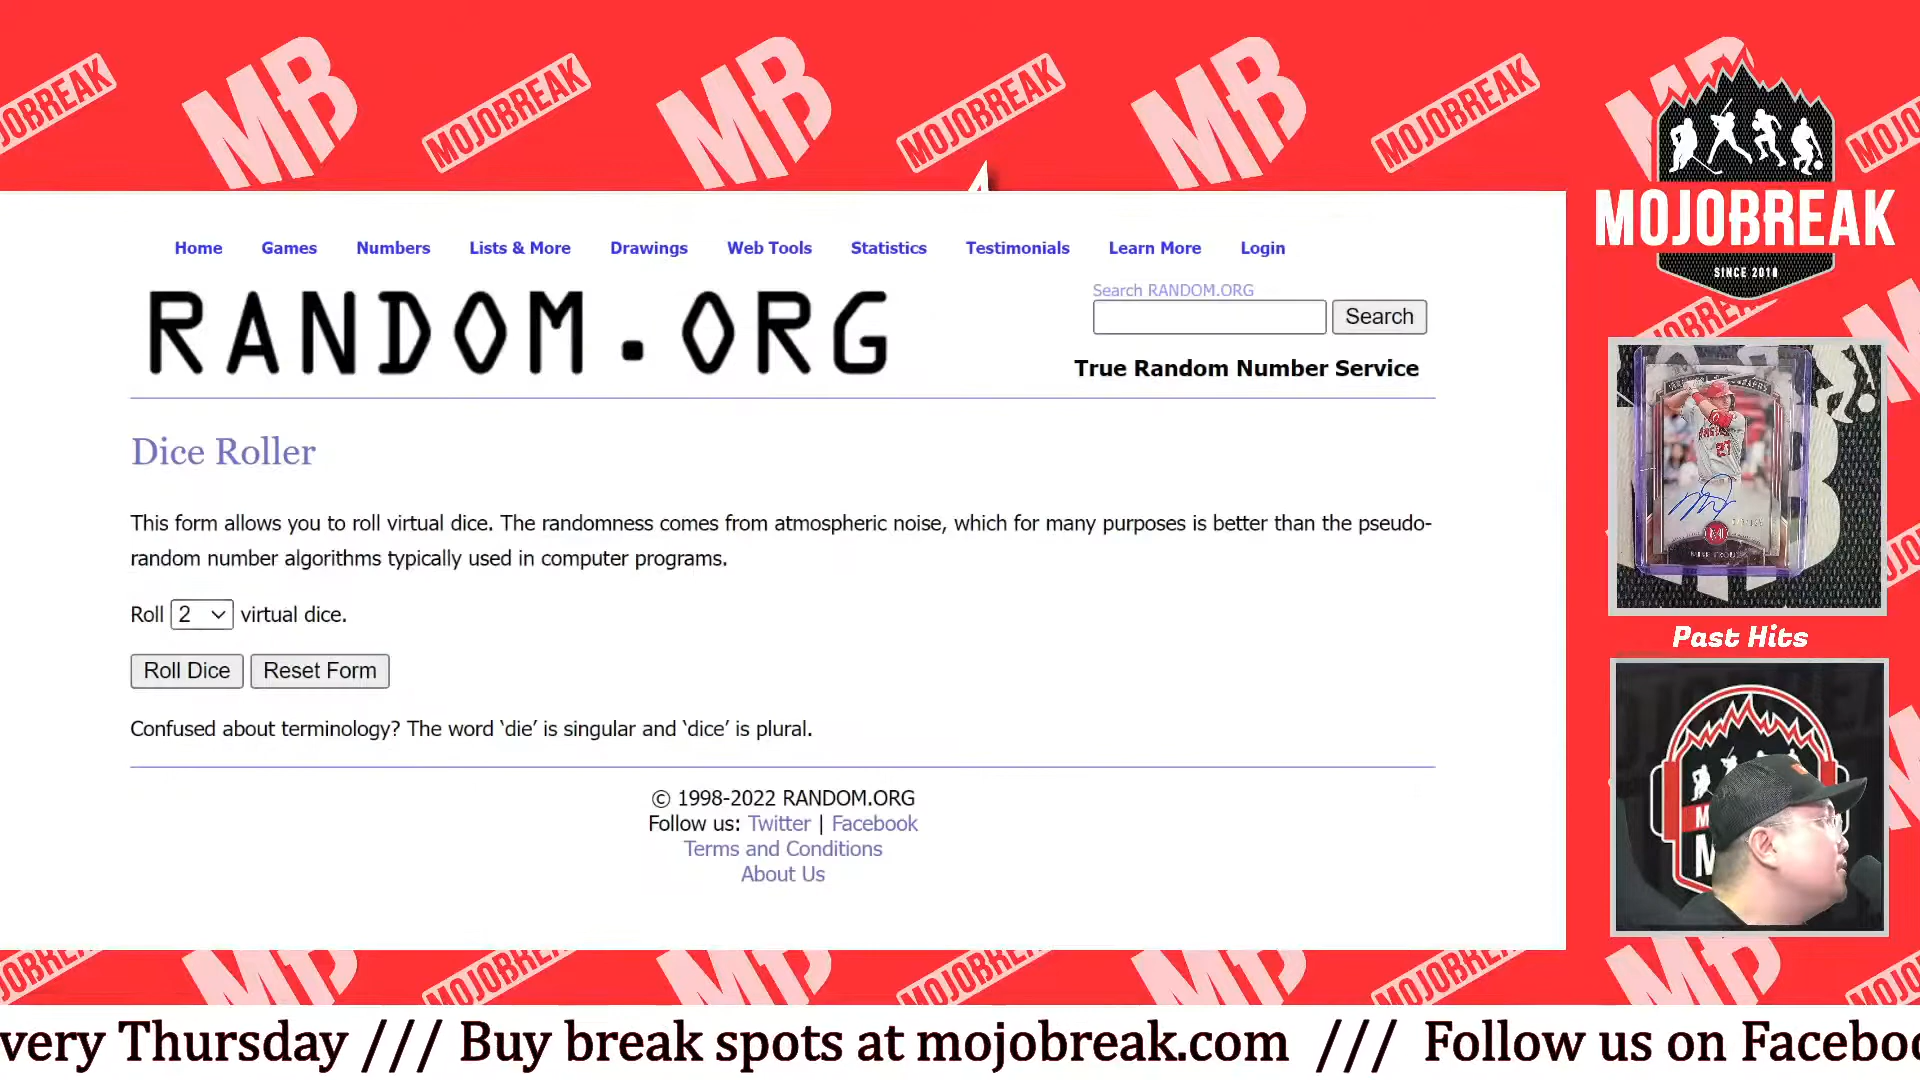 MOJOBREAK
MB
MOJOBREAK
MB
MOJOBREAK
MB
MOJOBREAK
MOJOBREAK
SINCE 2010
Home Games Numbers Lists & More Drawings Web Tools Statistics Testimonials Learn More Login
RANDOM.ORG
Search RANDOM.ORG
Search
True Random Number Service
Dice Roller
This form allows you to roll virtual dice. The randomness comes from atmospheric noise, which for many purposes is better than the pseudo-
random number algorithms typically used in computer programs.
Roll 2 virtual dice.
Roll Dice Reset Form
Confused about terminology? The word ‘die’ is singular and ‘dice’ is plural.
© 1998-2022 RANDOM.ORG
Follow us: Twitter | Facebook
Terms and Conditions
About Us
ANGELS
27
MIKE TROUT
Past Hits
very Thursday /// Buy break spots at mojobreak.com /// Follow us on Faceboo